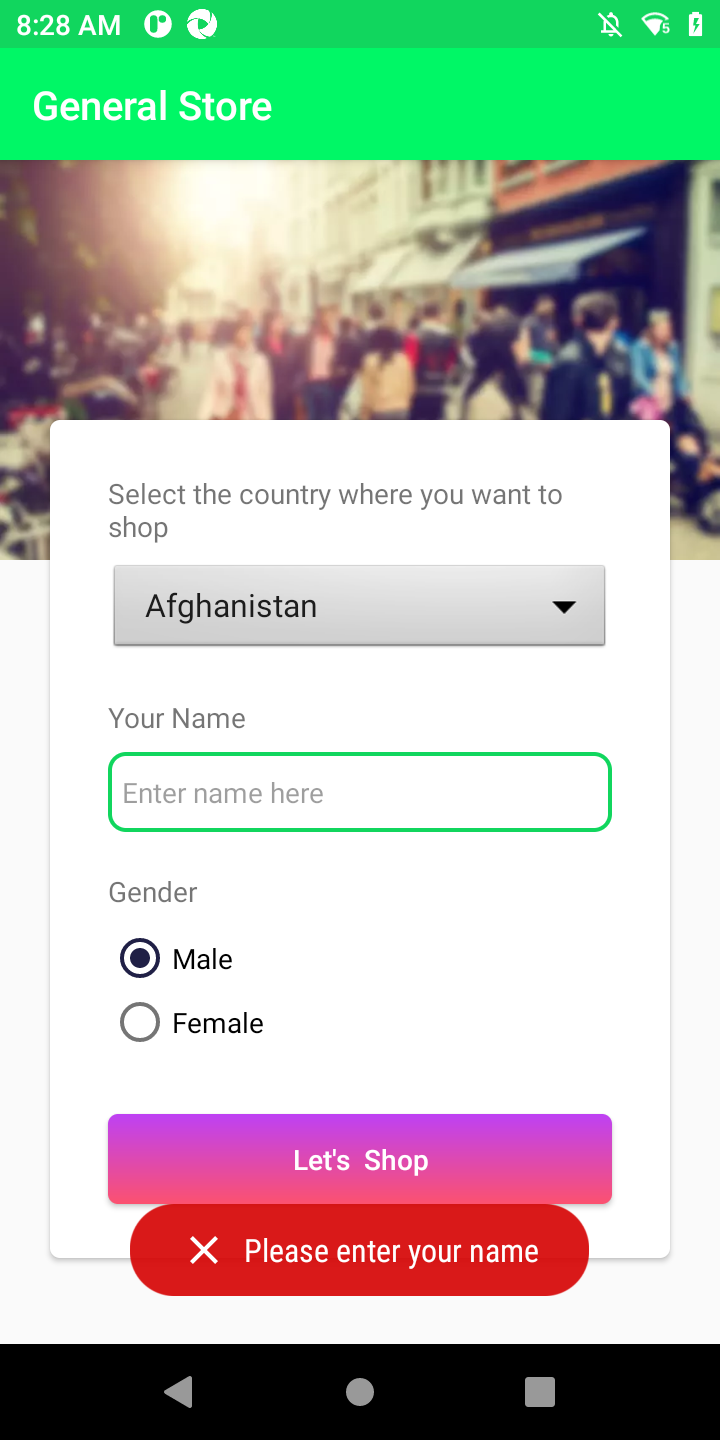 8:28 AM
5
General Store
Select the country where you want to
shop
Afghanistan
Your Name
Enter name here
Gender
Male
Female
Let's  Shop
Please enter your name